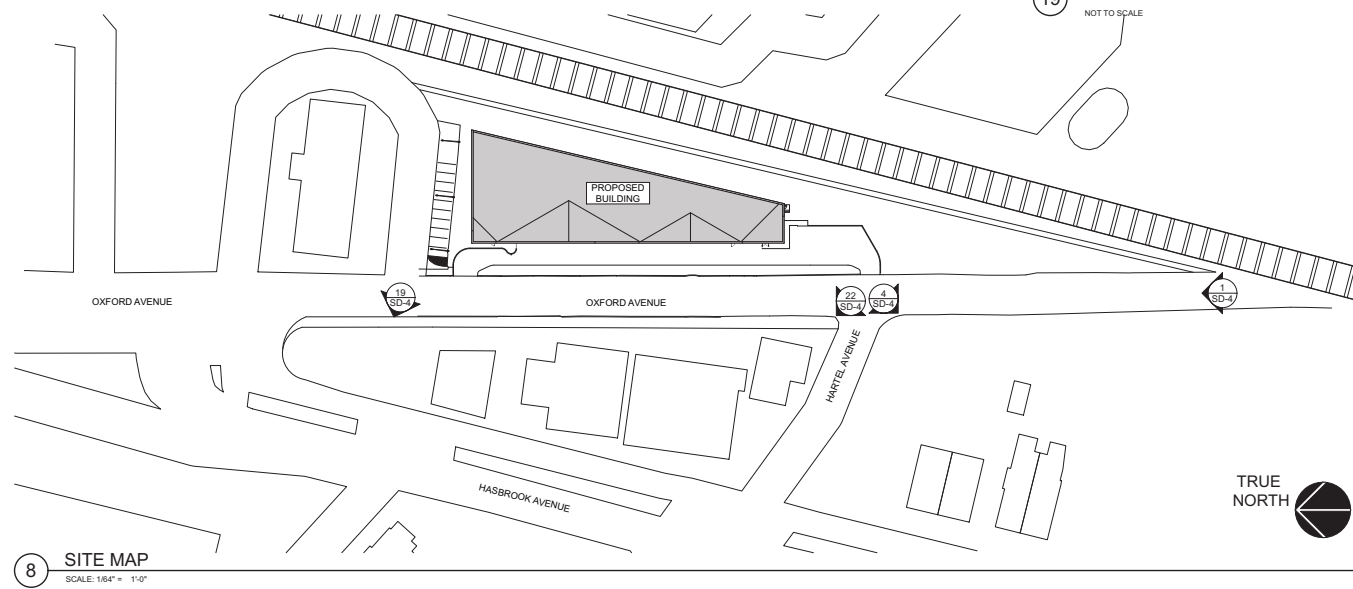 19
NOT TO SCALE
PROPOSED
BUILDING
OXFORD AVENUE
19
SD-4
OXFORD AVENUE
22
SD-4
4
SD-4
1
SD-4
HARTEL AVENUE
HASBROOK AVENUE
TRUE
NORTH
8
SITE MAP
SCALE: 1/64" = 1'-0"